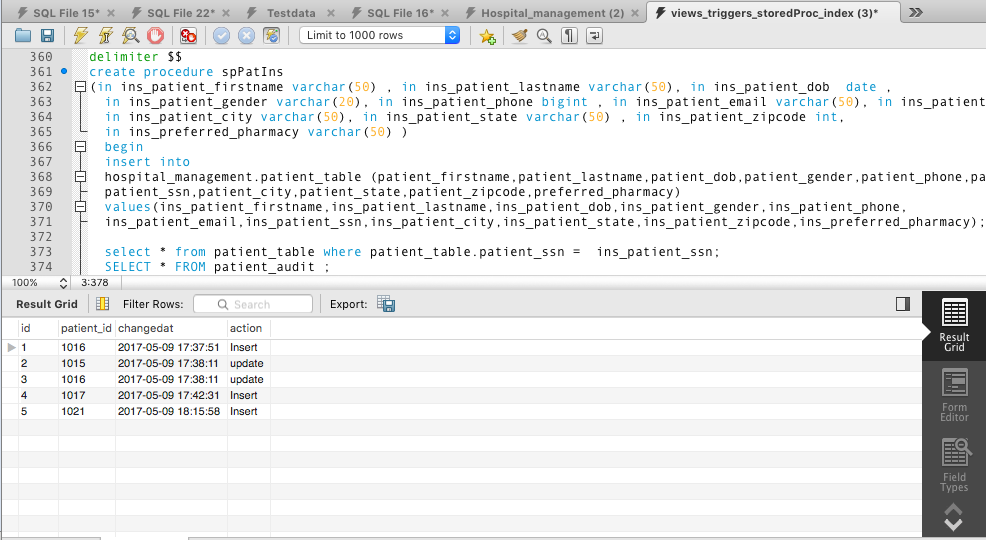 SQL File 15* SQL File 22* Testdata SQL File 16* Hospital_management (2) views_triggers_storedProc_index (3)*
Limit to 1000 rows
360 delimiter $$
361 create procedure spPatIns
362 (in ins_patient_firstname varchar(50) , in ins_patient_lastname varchar(50), in ins_patient_dob date ,
363 in ins_patient_gender varchar(20), in ins_patient_phone bigint , in ins_patient_email varchar(50), in ins_patient
364 in ins_patient_city varchar(50), in ins_patient_state varchar(50) , in ins_patient_zipcode int,
365 in ins_preferred_pharmacy varchar(50) )
366 begin
367 insert into
368 hospital_management.patient_table (patient_firstname,patient_lastname,patient_dob,patient_gender,patient_phone,pa
369 patient_ssn,patient_city,patient_state,patient_zipcode,preferred_pharmacy)
370 values(ins_patient_firstname,ins_patient_lastname,ins_patient_dob,ins_patient_gender,ins_patient_phone,
371 ins_patient_email,ins_patient_ssn,ins_patient_city,ins_patient_state,ins_patient_zipcode,ins_preferred_pharmacy);
372
373 select * from patient_table where patient_table.patient_ssn = ins_patient_ssn;
374 SELECT * FROM patient_audit ;
100% 3:378
Result Grid Filter Rows: Search Export:
id patient_id changedat action
1 1016 2017-05-09 17:37:51 Insert
2 1015 2017-05-09 17:38:11 update
3 1016 2017-05-09 17:38:11 update
4 1017 2017-05-09 17:42:31 Insert
5 1021 2017-05-09 18:15:58 Insert
Result
Grid
Form
Editor
Field
Types